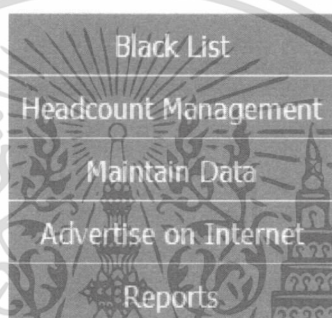 Black List
Headcount Management
Maintain Data
Advertise on Internet
Reports